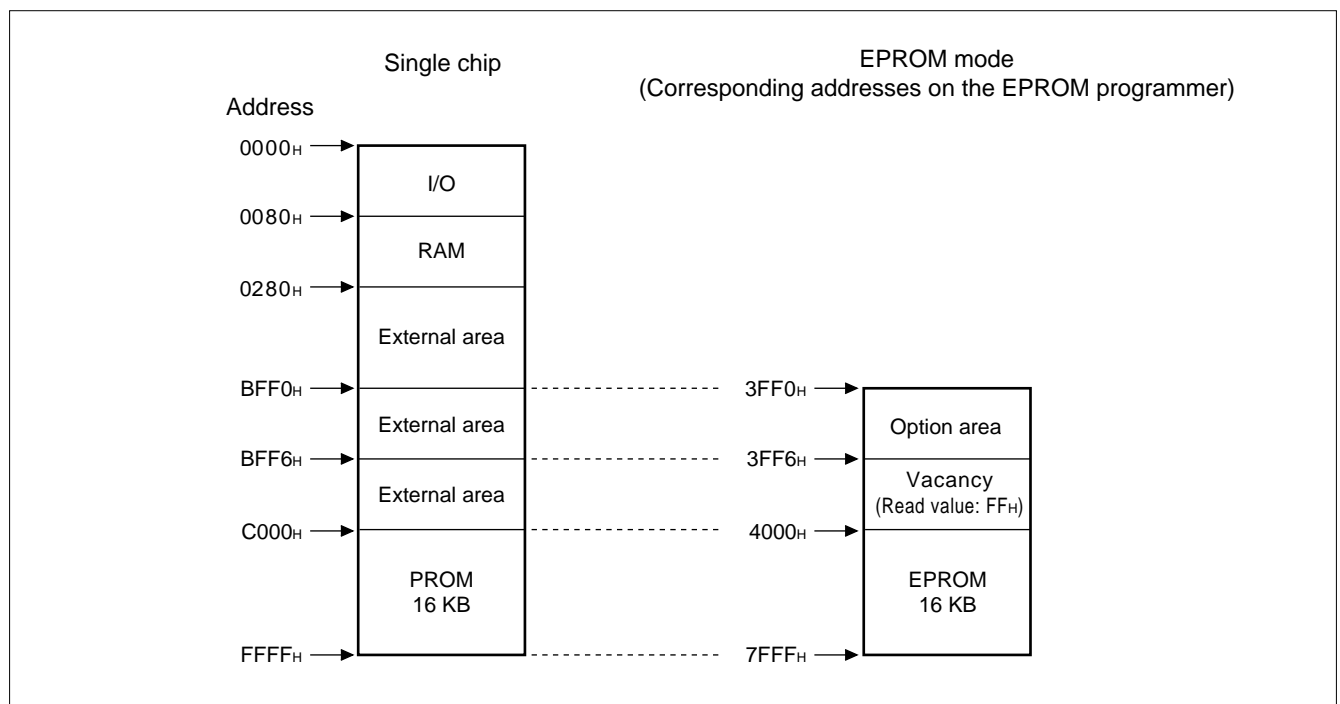 Single chip
EPROM mode
(Corresponding addresses on the EPROM programmer)
Address
0000H
I/O
0080H
RAM
0280H
External area
BFF0H
3FF0H
External area
Option area
BFF6H
3FF6H
External area
Vacancy
(Read value: FFH)
C000H
4000H
PROM
16 KB
EPROM
16 KB
FFFFH
7FFFH